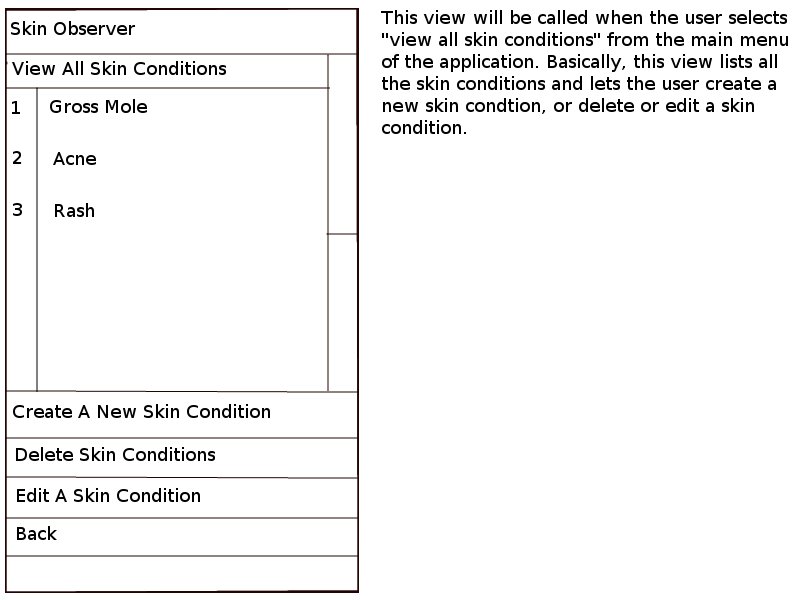 Skin Observer
View All Skin Conditions
1 Gross Mole
2 Acne
3 Rash
Create A New Skin Condition
Delete Skin Conditions
Edit A Skin Condition
Back
This view will be called when the user selects
"view all skin conditions" from the main menu
of the application. Basically, this view lists all
the skin conditions and lets the user create a
new skin condtion, or delete or edit a skin
condition.